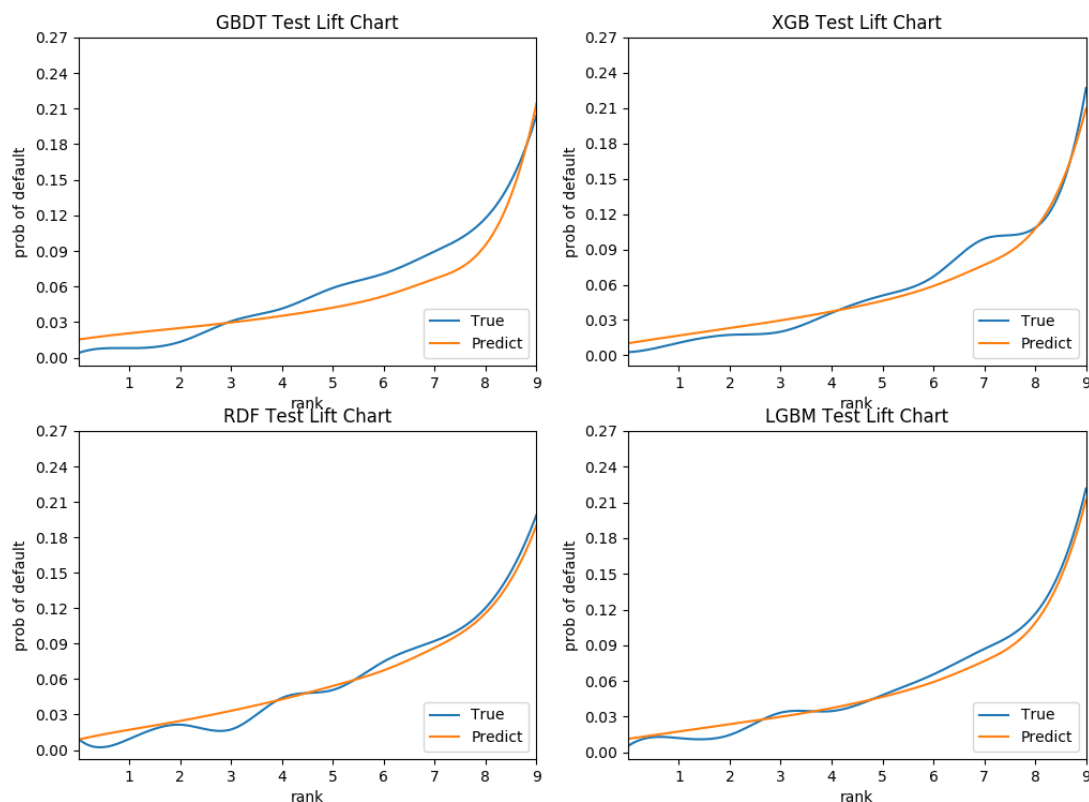 GBDT Test Lift Chart
0.27
0.24
0.21
0.18
0.15
0.12
0.09
0.06
0.03
0.00
prob of default
True
Predict
1 2 3 4 5 6 7 8 9
rank
XGB Test Lift Chart
0.27
0.24
0.21
0.18
0.15
0.12
0.09
0.06
0.03
0.00
prob of default
True
Predict
1 2 3 4 5 6 7 8 9
rank
RDF Test Lift Chart
0.27
0.24
0.21
0.18
0.15
0.12
0.09
0.06
0.03
0.00
prob of default
True
Predict
1 2 3 4 5 6 7 8 9
rank
LGBM Test Lift Chart
0.27
0.24
0.21
0.18
0.15
0.12
0.09
0.06
0.03
0.00
prob of default
True
Predict
1 2 3 4 5 6 7 8 9
rank